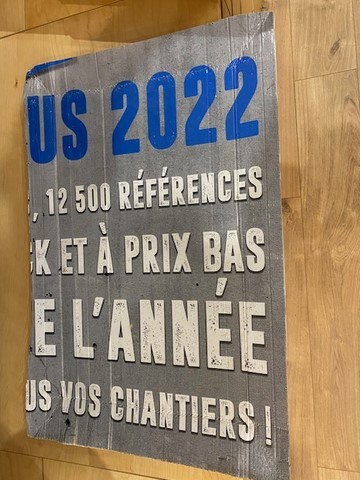 US 2022
, 12 500 RÉFÉRENCES
K ET À PRIX BAS
E L'ANNÉE
US VOS CHANTIERS !